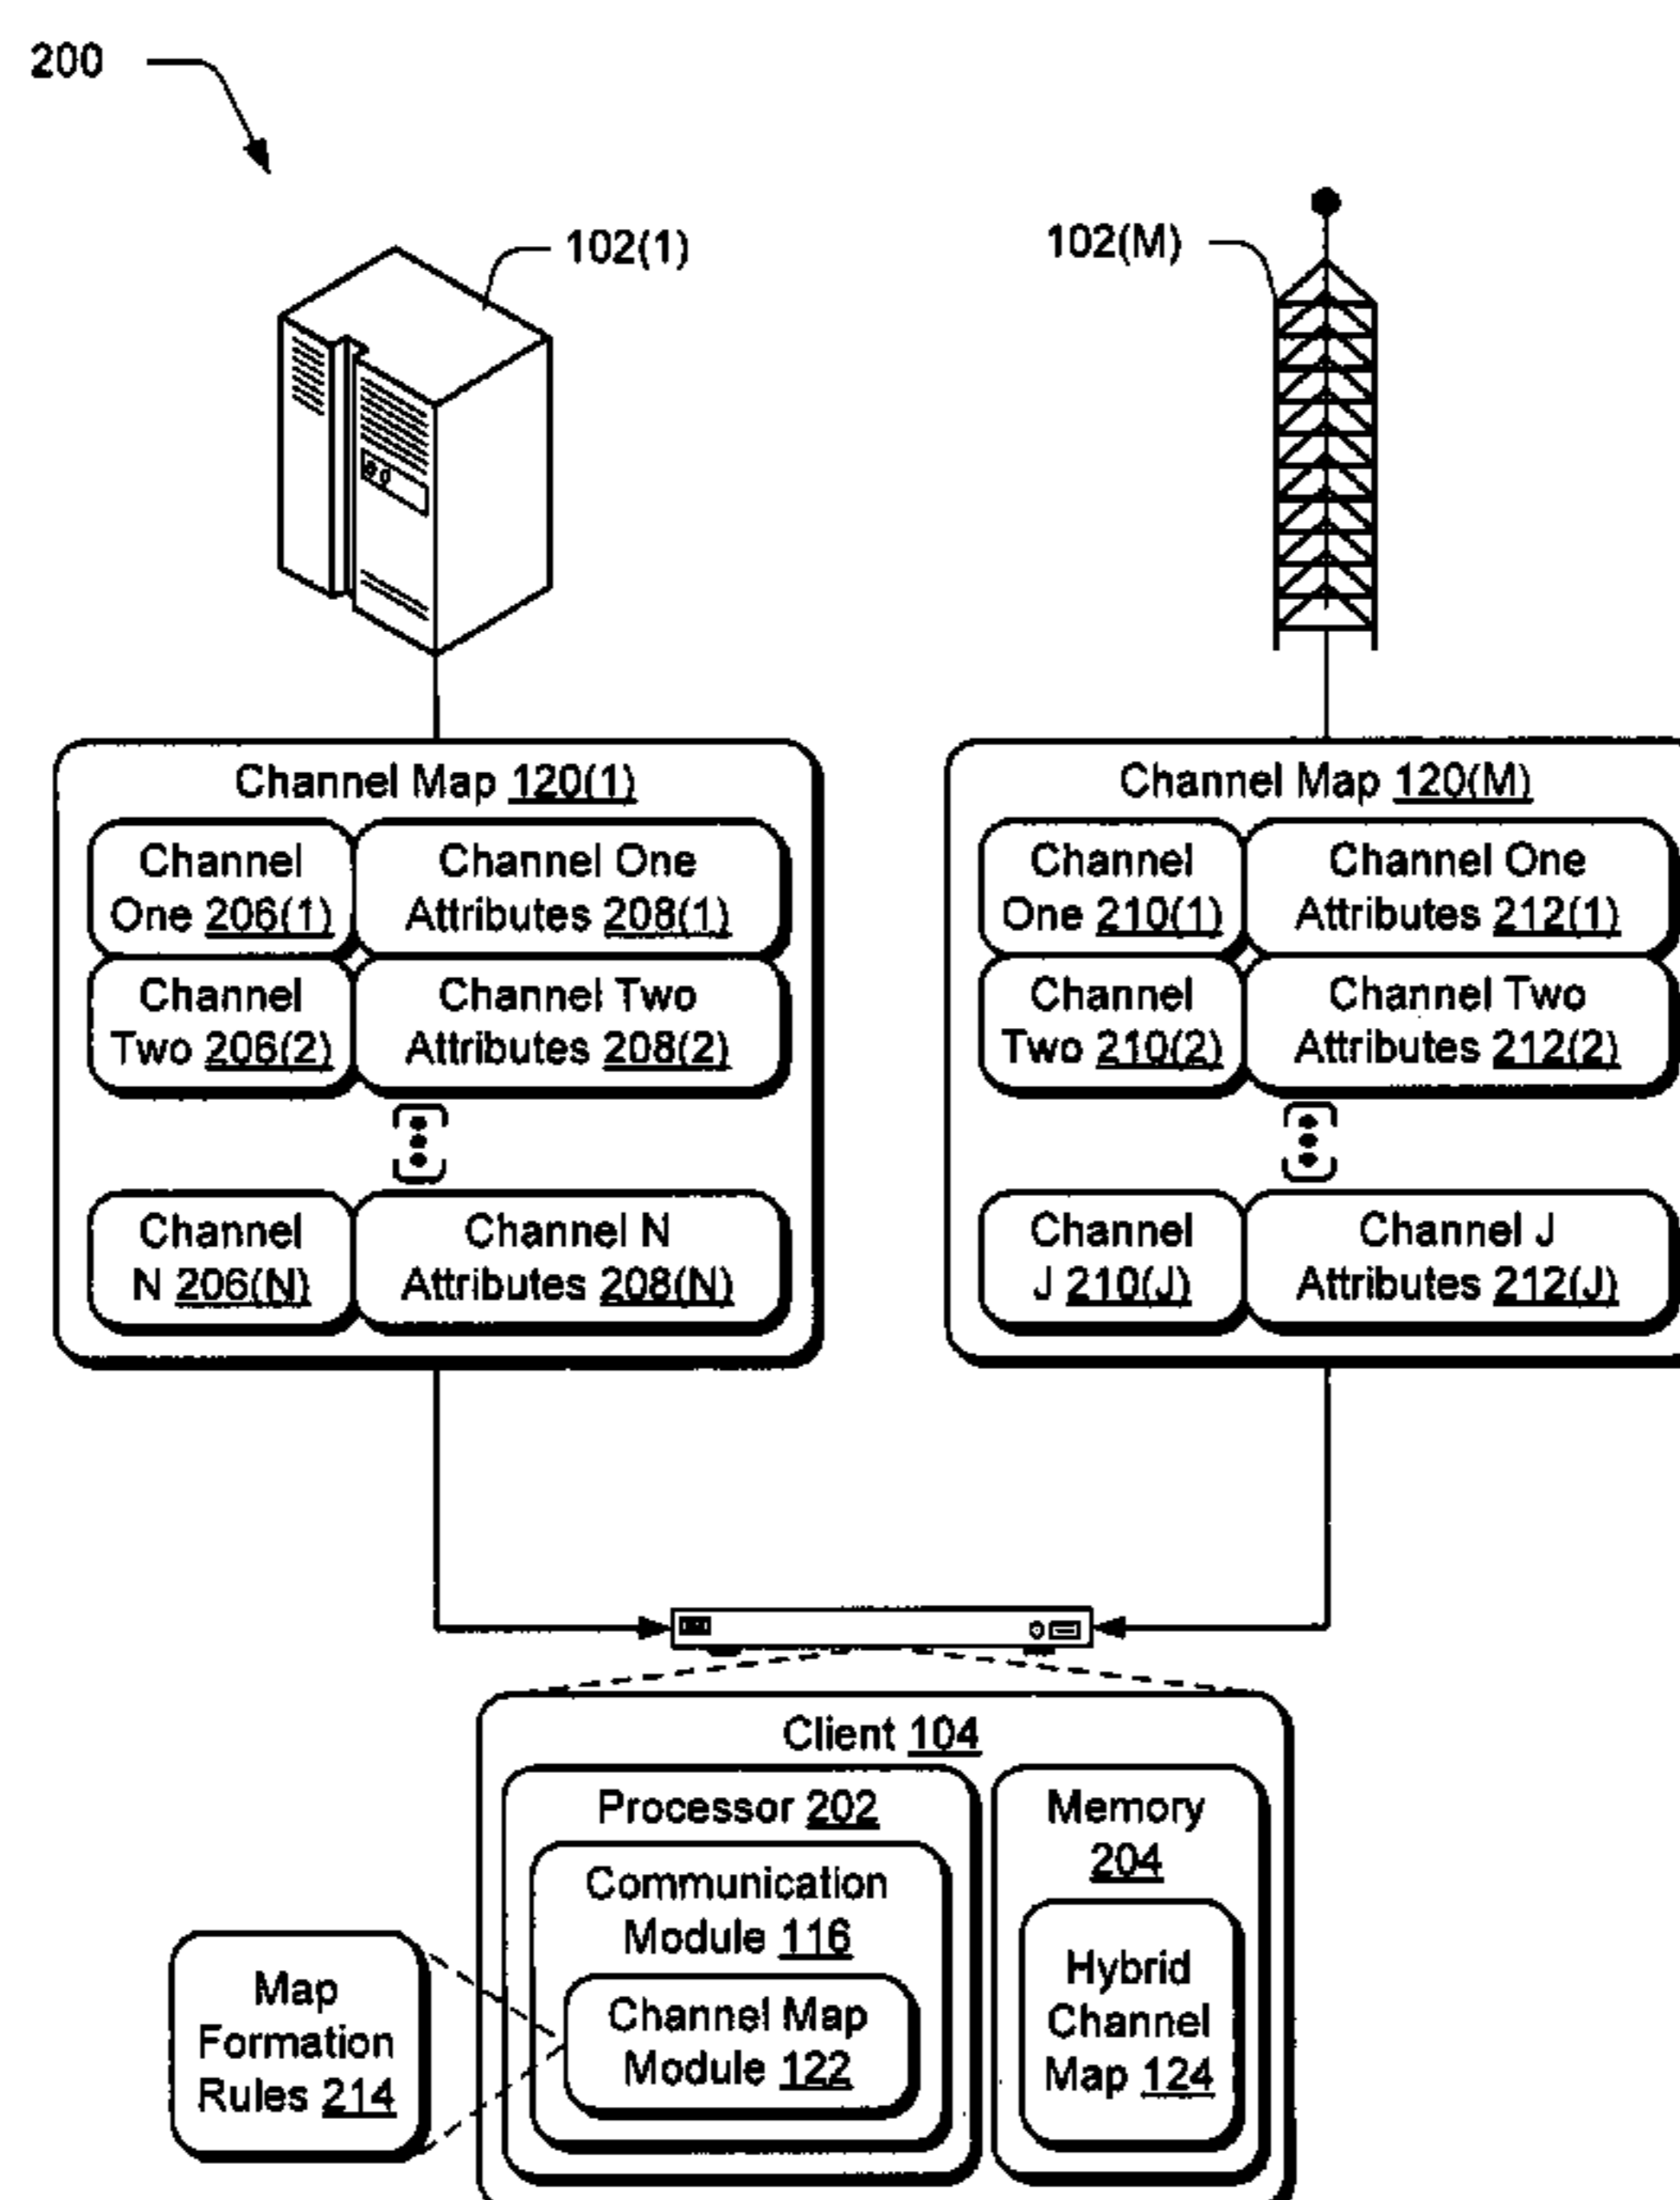 200
102(1)
102(M)
Channel Map 120(1)
Channel
One 206(1)
Channel One
Attributes 208(1)
Channel
Two 206(2)
Channel Two
Attributes 208(2)
Channel
N 206(N)
Channel N
Attributes 208(N)
Channel Map 120(M)
Channel
One 210(1)
Channel One
Attributes 212(1)
Channel
Two 210(2)
Channel Two
Attributes 212(2)
Channel
J 210(J)
Channel J
Attributes 212(J)
Client 104
Processor 202
Communication
Module 116
Channel Map
Module 122
Memory
204
Hybrid
Channel
Map 124
Map
Formation
Rules 214